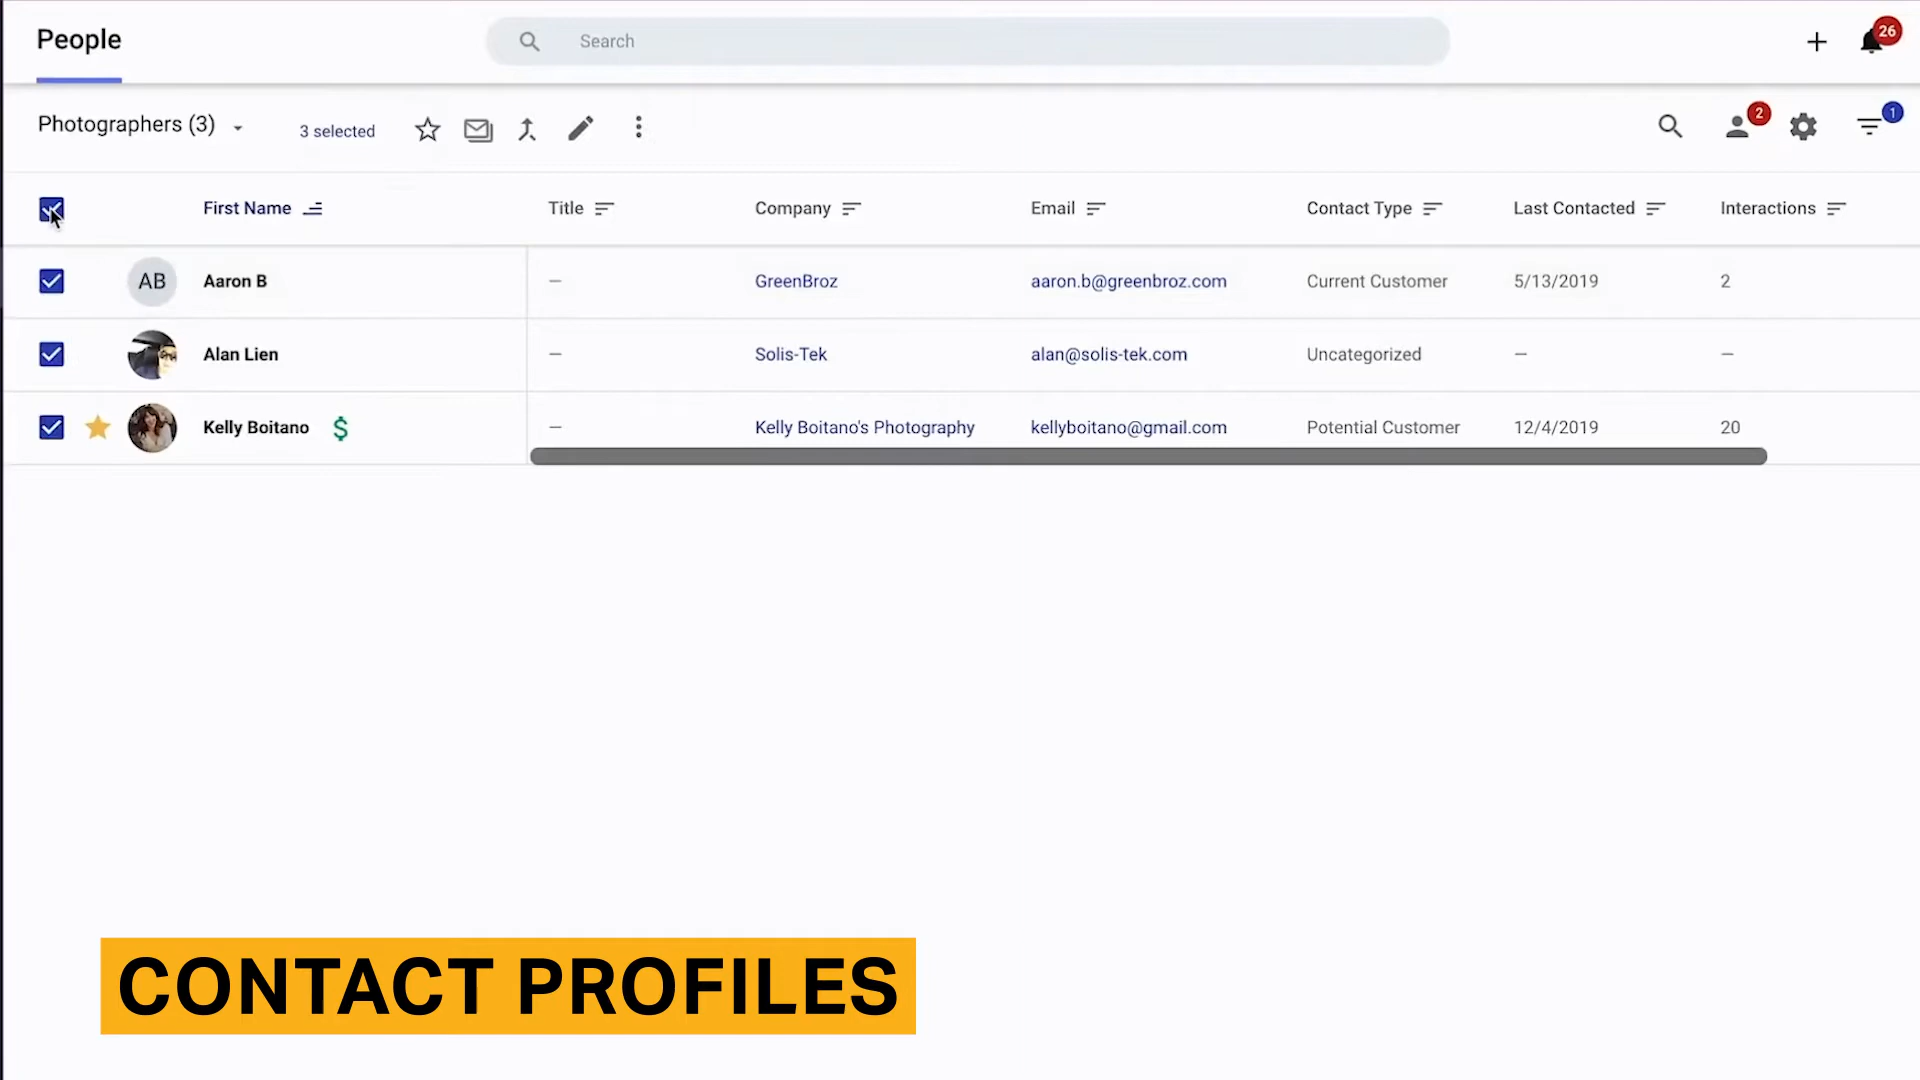 People
Search
26
Photographers (3)
3 selected
2
1
First Name
Title
Company
Email
Contact Type
Last Contacted
Interactions
AB
Aaron B
–
GreenBroz
aaron.b@greenbroz.com
Current Customer
5/13/2019
2
Alan Lien
–
Solis-Tek
alan@solis-tek.com
Uncategorized
–
–
Kelly Boitano
$
–
Kelly Boitano's Photography
kellyboitano@gmail.com
Potential Customer
12/4/2019
20
CONTACT PROFILES